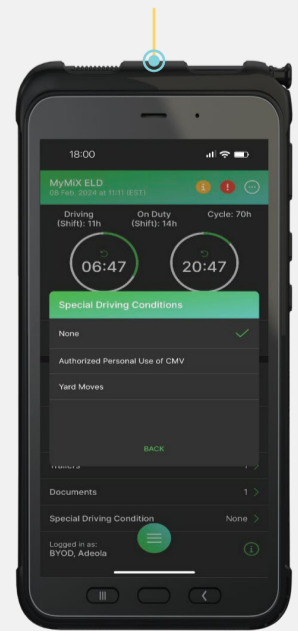 18:00
MyMiX ELD
08 Feb. 2024 at 11:11 (EST)
Driving (Shift): 11h
On Duty (Shift): 14h
Cycle: 70h
06:47
20:47
Special Driving Conditions
None
Authorized Personal Use of CMV
Yard Moves
BACK
Trailers
1 >
Documents
1 >
Special Driving Condition
None >
Logged in as:
BYOD, Adeola